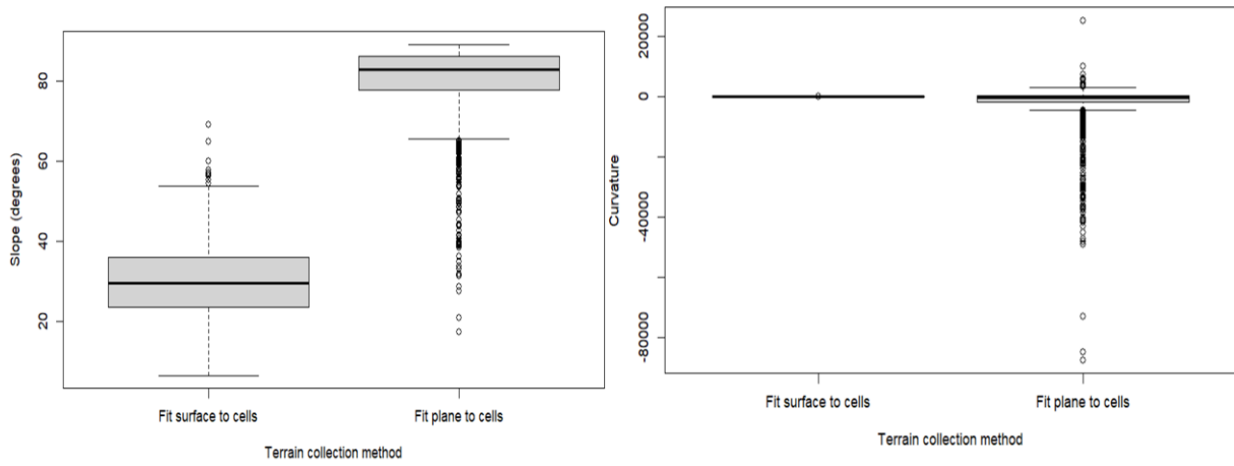 Slope (degrees)
80
60
40
20
Fit surface to cells
Fit plane to cells
Terrain collection method
Curvature
20000
0
-40000
-80000
Fit surface to cells
Fit plane to cells
Terrain collection method